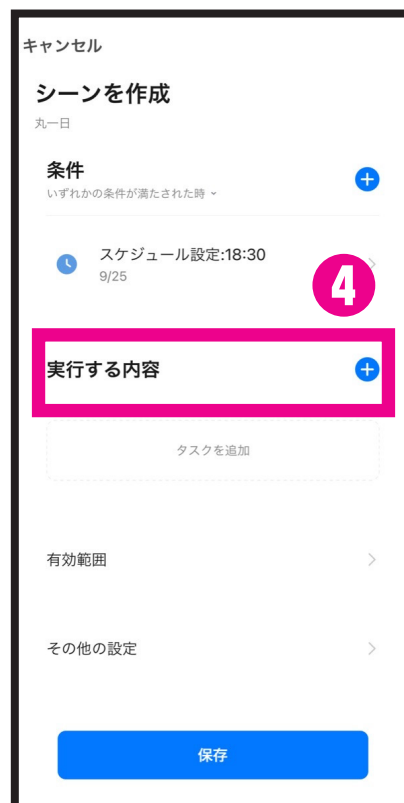 キャンセル
シーンを作成
丸一日
条件
いずれかの条件が満たされた時
スケジュール設定:18:30
9/25
4
実行する内容
タスクを追加
有効範囲
その他の設定
保存